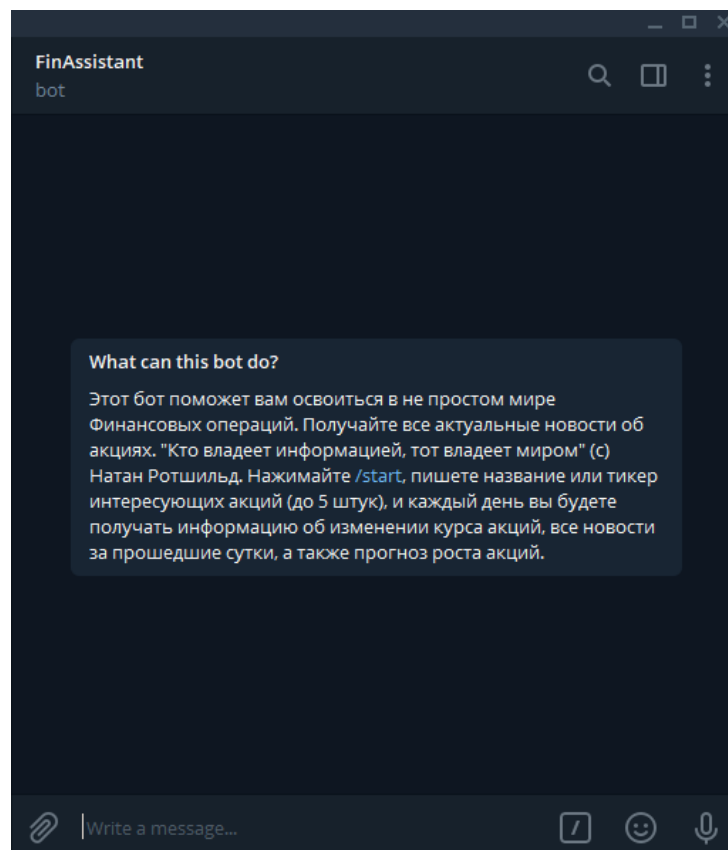 FinAssistant
bot
What can this bot do?
Этот бот поможет вам освоиться в не простом мире
Финансовых операций. Получайте все актуальные новости об
акциях. "Кто владеет информацией, тот владеет миром" (с)
Натан Ротшильд. Нажимайте /start, пишете название или тикер
интересующих акций (до 5 штук), и каждый день вы будете
получать информацию об изменении курса акций, все новости
за прошедшие сутки, а также прогноз роста акций.
Write a message...